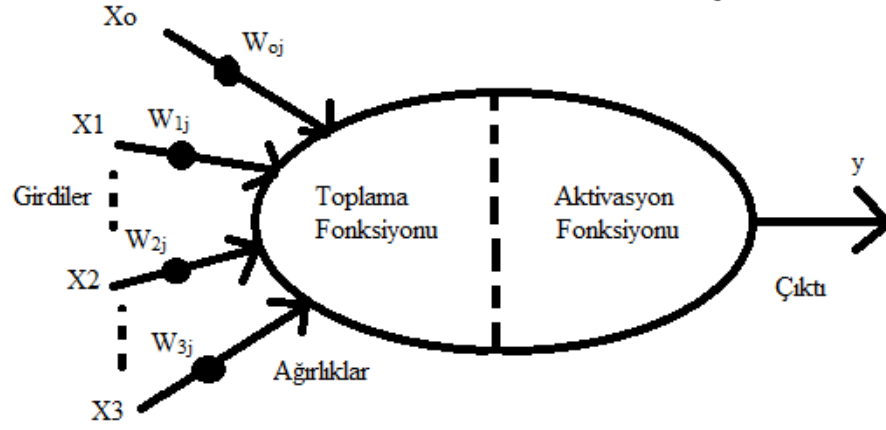 Xo
Woj
X1
W1j
Girdiler
Toplama
Fonksiyonu
Aktivasyon
Fonksiyonu
y
W2j
X2
Çıktı
W3j
Ağırlıklar
X3